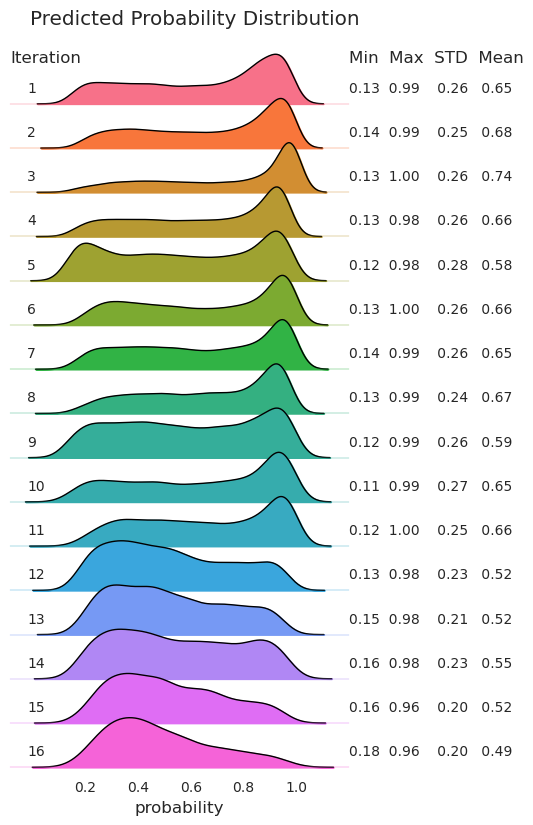 Predicted Probability Distribution
Iteration Min Max STD Mean
1 0.13 0.99 0.26 0.65
2 0.14 0.99 0.25 0.68
3 0.13 1.00 0.26 0.74
4 0.13 0.98 0.26 0.66
5 0.12 0.98 0.28 0.58
6 0.13 1.00 0.26 0.66
7 0.14 0.99 0.26 0.65
8 0.13 0.99 0.24 0.67
9 0.12 0.99 0.26 0.59
10 0.11 0.99 0.27 0.65
11 0.12 1.00 0.25 0.66
12 0.13 0.98 0.23 0.52
13 0.15 0.98 0.21 0.52
14 0.16 0.98 0.23 0.55
15 0.16 0.96 0.20 0.52
16 0.18 0.96 0.20 0.49
0.2 0.4 0.6 0.8 1.0
probability